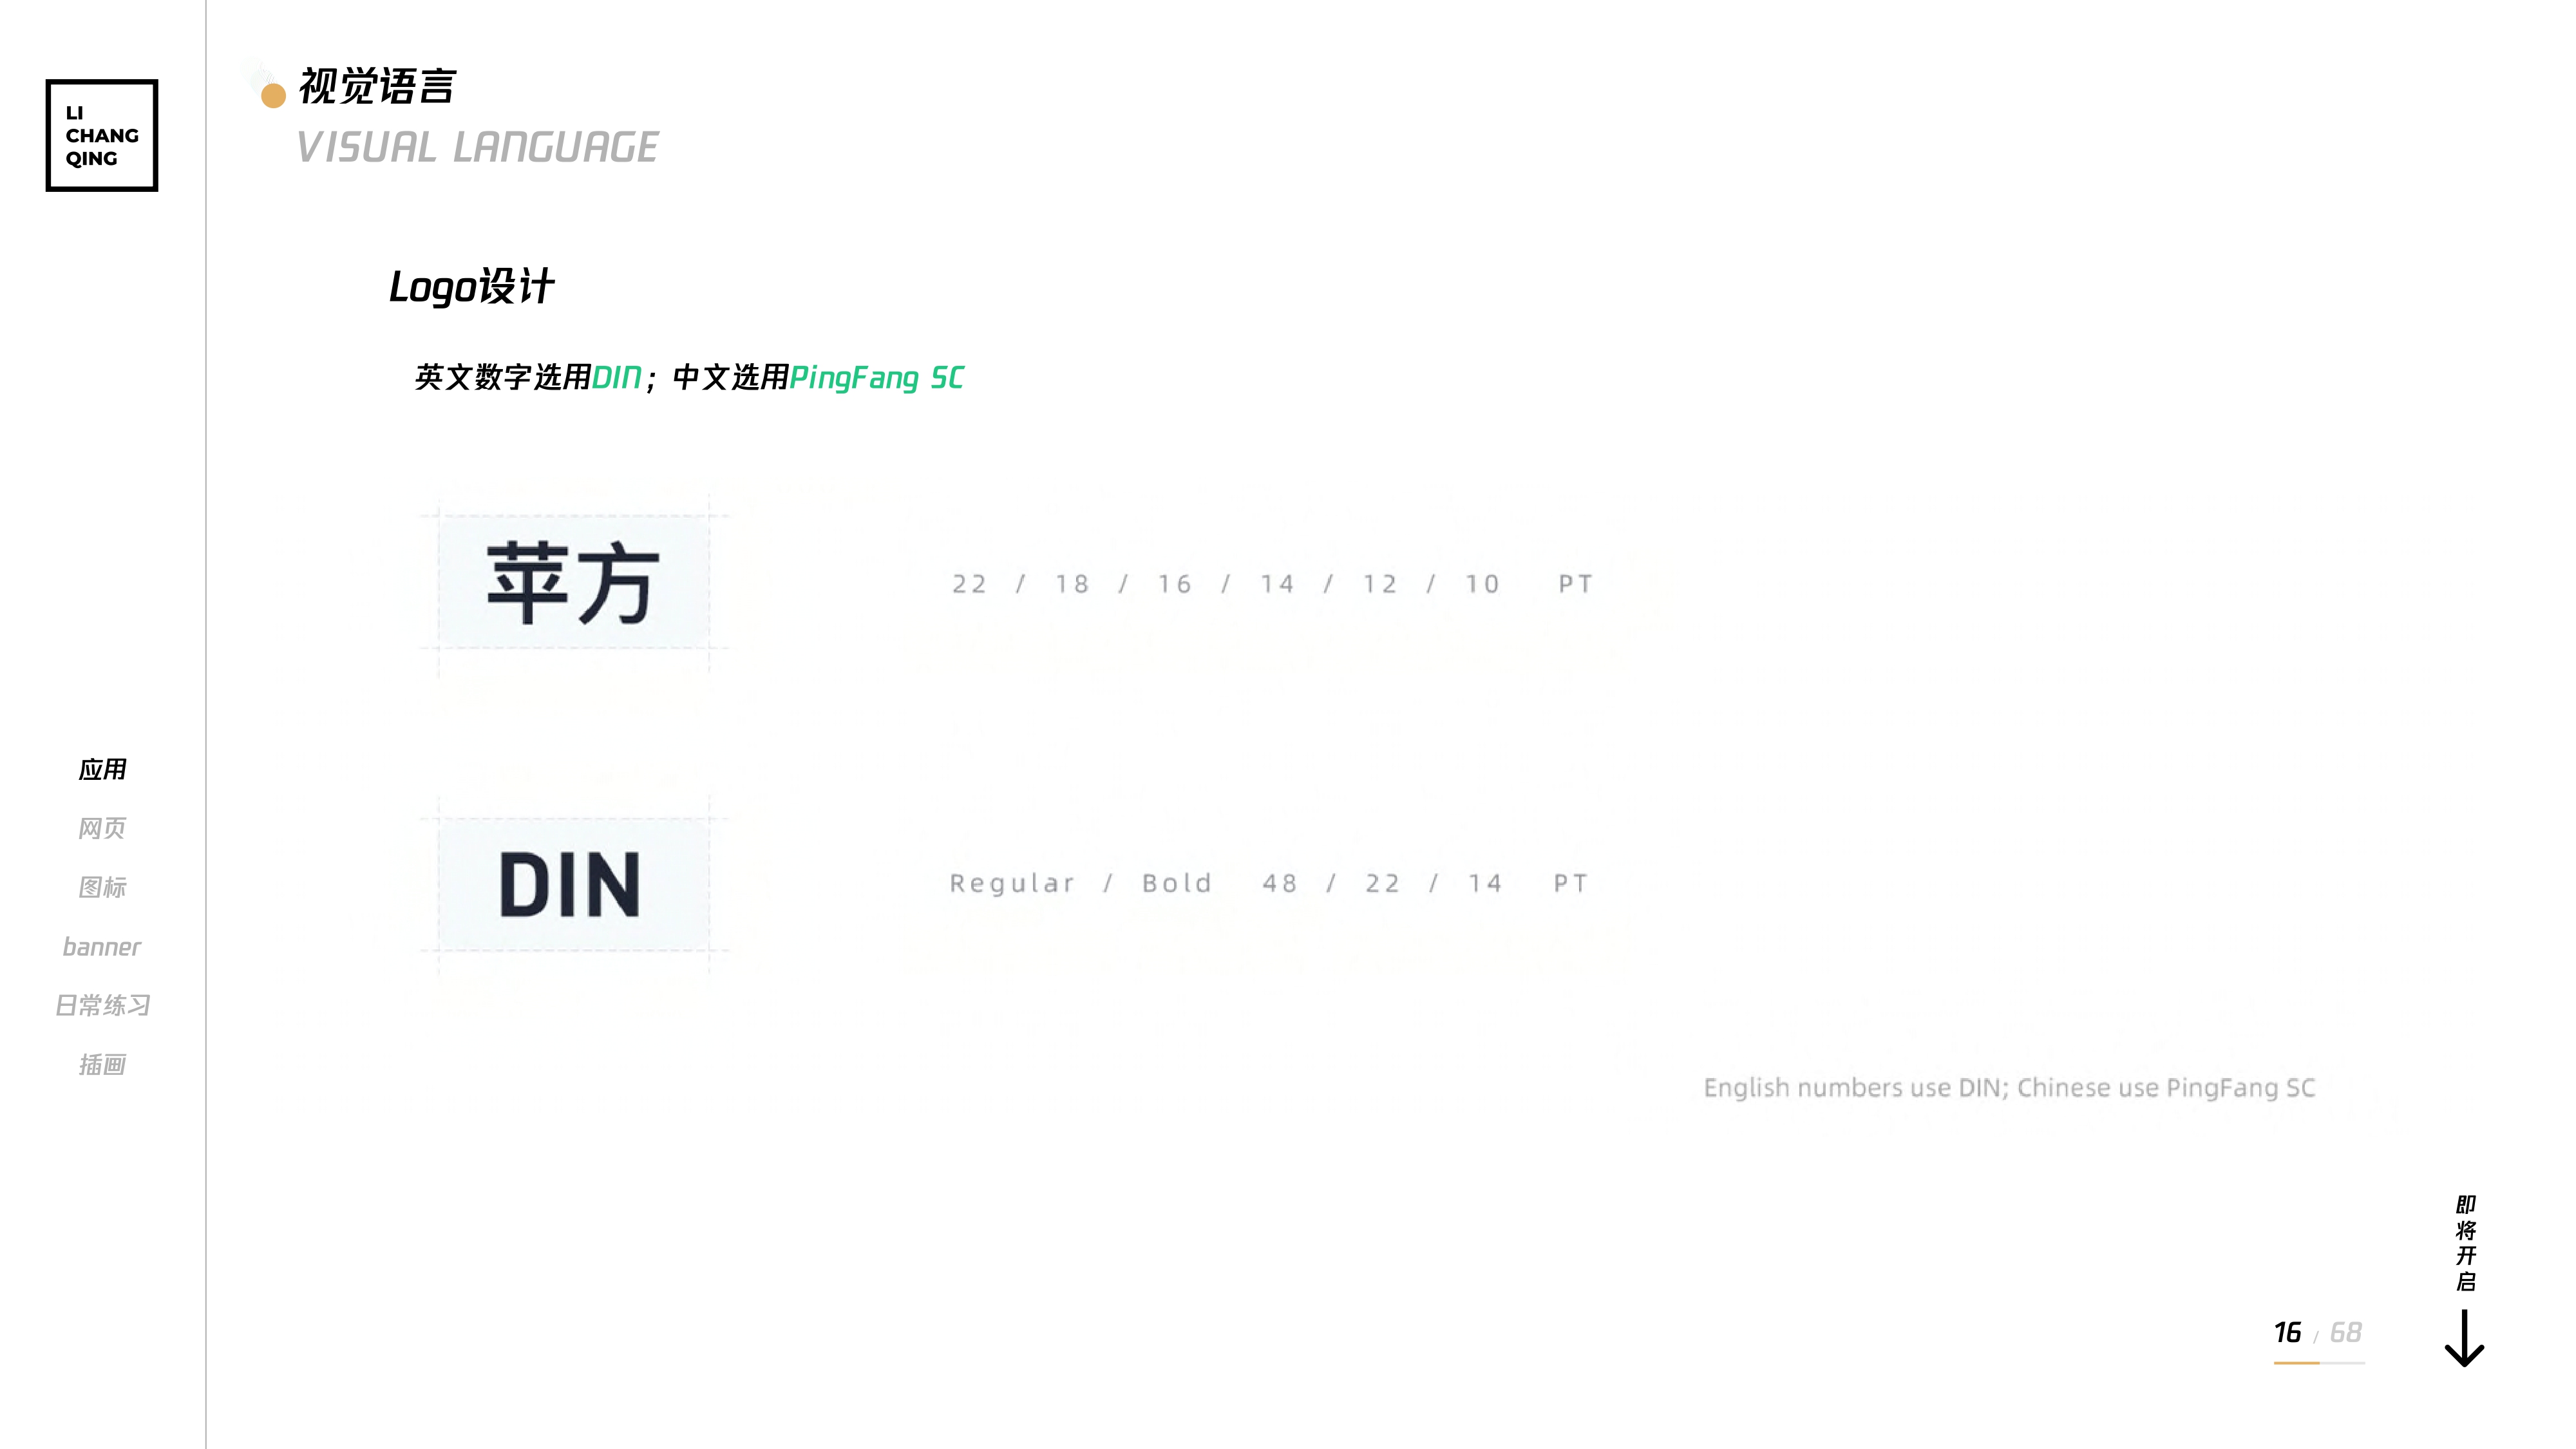 LI
CHANG
QING
视觉语言
VISUAL LANGUAGE
Logo设计
英文数字选用DIN；中文选用PingFang SC
苹方
22 / 18 / 16 / 14 / 12 / 10 PT
DIN
Regular / Bold 48 / 22 / 14 PT
English numbers use DIN; Chinese use PingFang SC
应用
网页
图标
banner
日常练习
插画
即将开启
16 / 68